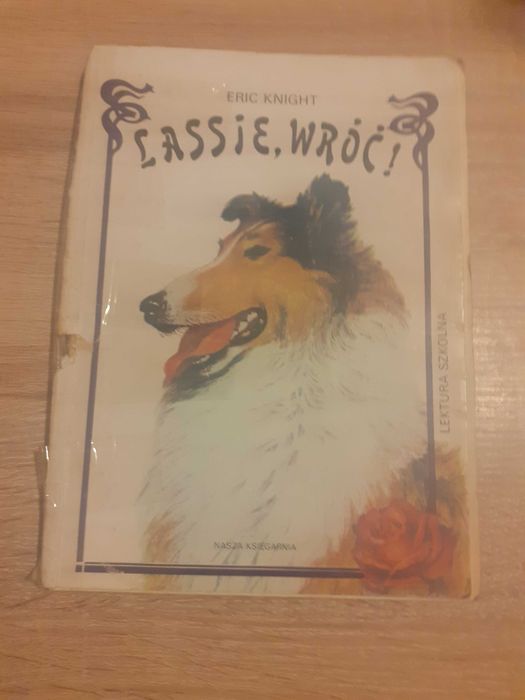 ERIC KNIGHT
LASSIE, WRÓĆ!
LEKTURA SZKOLNA
NASZA KSIĘGARNIA